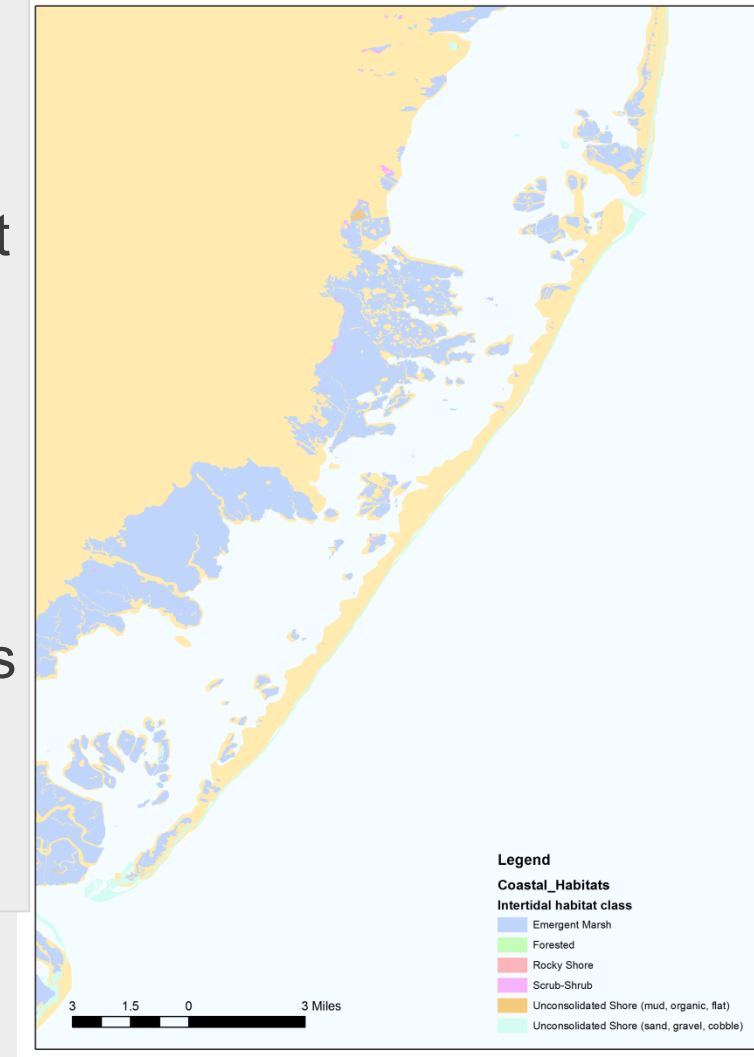 t
s
Legend
Coastal_Habitats
Intertidal habitat class
Emergent Marsh
Forested
Rocky Shore
Scrub-Shrub
Unconsolidated Shore (mud, organic, flat)
Unconsolidated Shore (sand, gravel, cobble)
3 1.5 0 3 Miles